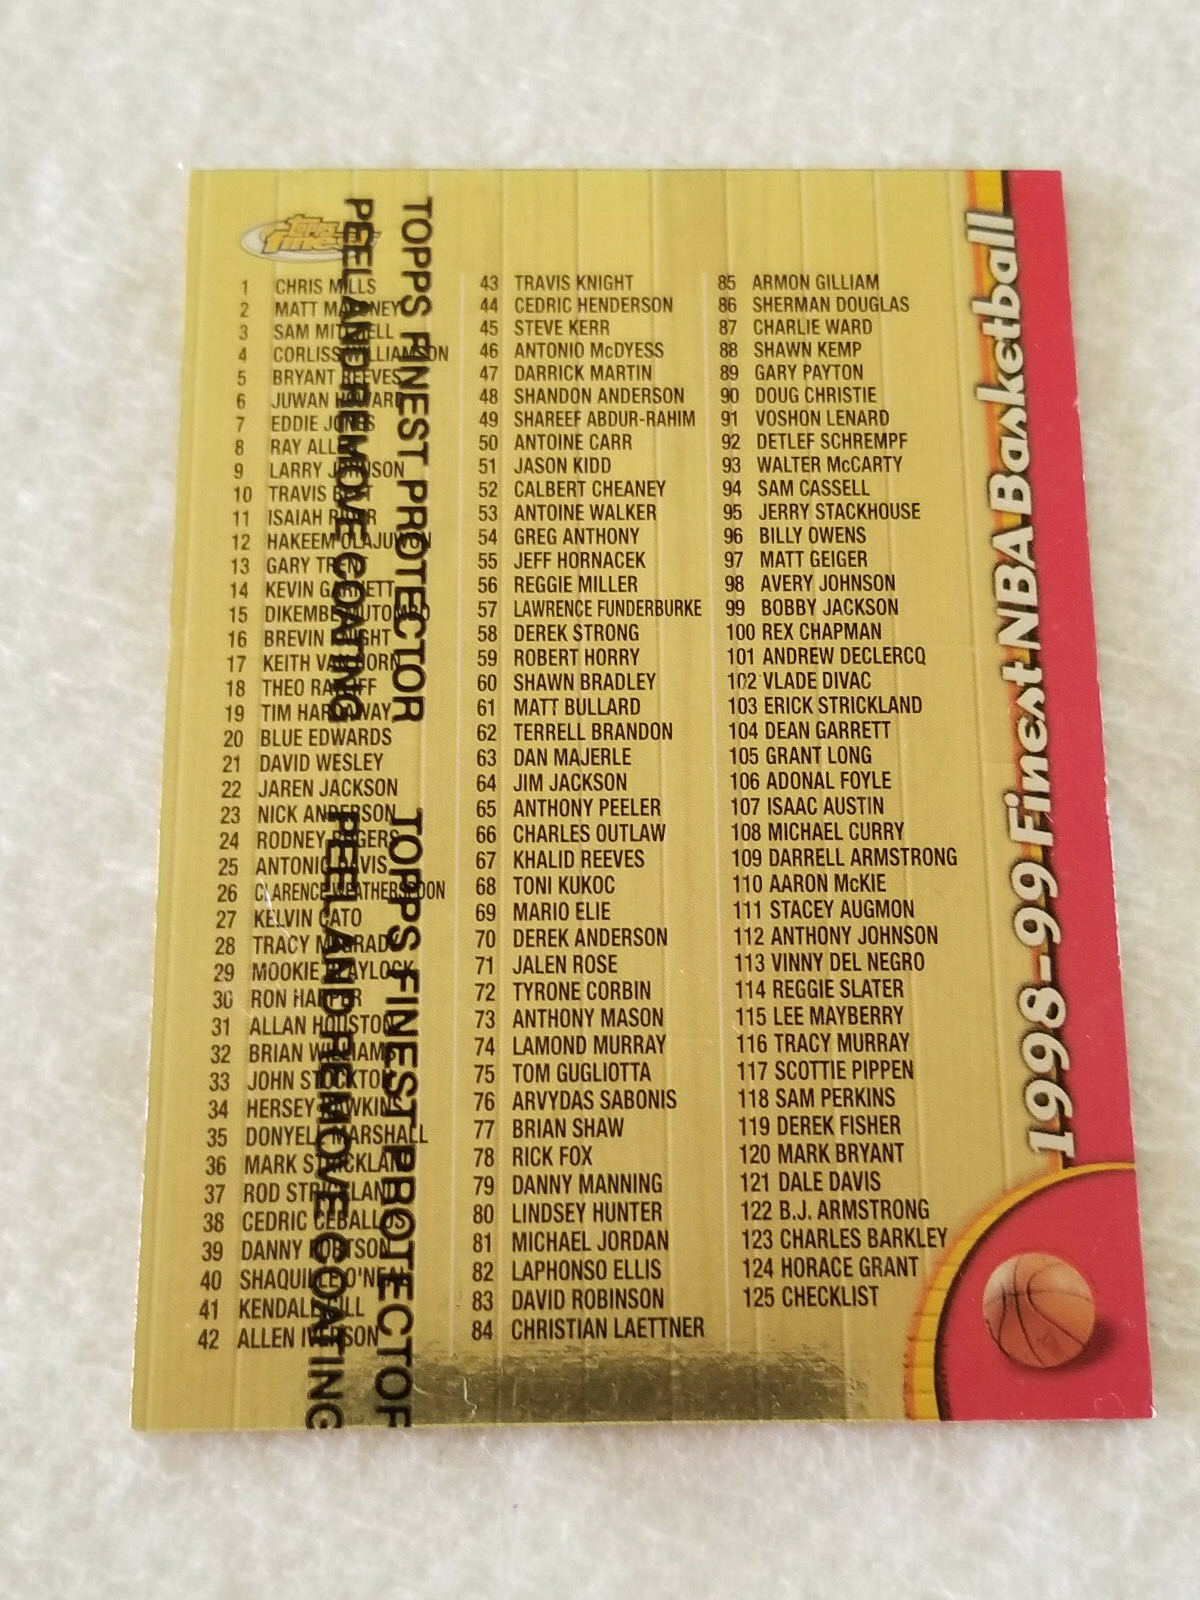 Topps
Finest
1 CHRIS MILLS
2 MATT MALONEY
3 SAM MITCHELL
4 CORLISS WILLIAMSON
5 BRYANT REEVES
6 JUWAN HOWARD
7 EDDIE JONES
8 RAY ALLEN
9 LARRY JOHNSON
10 TRAVIS BEST
11 ISAIAH RIDER
12 HAKEEM OLAJUWON
13 GARY TRENT
14 KEVIN GARNETT
15 DIKEMBE MUTOMBO
16 BREVIN KNIGHT
17 KEITH VAN HORN
18 THEO RATLIFF
19 TIM HARDAWAY
20 BLUE EDWARDS
21 DAVID WESLEY
22 JAREN JACKSON
23 NICK ANDERSON
24 RODNEY ROGERS
25 ANTONIO DAVIS
26 CLARENCE WEATHERSPOON
27 KELVIN CATO
28 TRACY McGRADY
29 MOOKIE BLAYLOCK
30 RON HARPER
31 ALLAN HOUSTON
32 BRIAN WILLIAMS
33 JOHN STOCKTON
34 HERSEY HAWKINS
35 DONYELL MARSHALL
36 MARK STRICKLAND
37 ROD STRICKLAND
38 CEDRIC CEBALLOS
39 DANNY FORTSON
40 SHAQUILLE O'NEAL
41 KENDALL GILL
42 ALLEN IVERSON
43 TRAVIS KNIGHT
44 CEDRIC HENDERSON
45 STEVE KERR
46 ANTONIO McDYESS
47 DARRICK MARTIN
48 SHANDON ANDERSON
49 SHAREEF ABDUR-RAHIM
50 ANTOINE CARR
51 JASON KIDD
52 CALBERT CHEANEY
53 ANTOINE WALKER
54 GREG ANTHONY
55 JEFF HORNACEK
56 REGGIE MILLER
57 LAWRENCE FUNDERBURKE
58 DEREK STRONG
59 ROBERT HORRY
60 SHAWN BRADLEY
61 MATT BULLARD
62 TERRELL BRANDON
63 DAN MAJERLE
64 JIM JACKSON
65 ANTHONY PEELER
66 CHARLES OUTLAW
67 KHALID REEVES
68 TONI KUKOC
69 MARIO ELIE
70 DEREK ANDERSON
71 JALEN ROSE
72 TYRONE CORBIN
73 ANTHONY MASON
74 LAMOND MURRAY
75 TOM GUGLIOTTA
76 ARVYDAS SABONIS
77 BRIAN SHAW
78 RICK FOX
79 DANNY MANNING
80 LINDSEY HUNTER
81 MICHAEL JORDAN
82 LAPHONSO ELLIS
83 DAVID ROBINSON
84 CHRISTIAN LAETTNER
85 ARMON GILLIAM
86 SHERMAN DOUGLAS
87 CHARLIE WARD
88 SHAWN KEMP
89 GARY PAYTON
90 DOUG CHRISTIE
91 VOSHON LENARD
92 DETLEF SCHREMPF
93 WALTER McCARTY
94 SAM CASSELL
95 JERRY STACKHOUSE
96 BILLY OWENS
97 MATT GEIGER
98 AVERY JOHNSON
99 BOBBY JACKSON
100 REX CHAPMAN
101 ANDREW DECLERCQ
102 VLADE DIVAC
103 ERICK STRICKLAND
104 DEAN GARRETT
105 GRANT LONG
106 ADONAL FOYLE
107 ISAAC AUSTIN
108 MICHAEL CURRY
109 DARRELL ARMSTRONG
110 AARON McKIE
111 STACEY AUGMON
112 ANTHONY JOHNSON
113 VINNY DEL NEGRO
114 REGGIE SLATER
115 LEE MAYBERRY
116 TRACY MURRAY
117 SCOTTIE PIPPEN
118 SAM PERKINS
119 DEREK FISHER
120 MARK BRYANT
121 DALE DAVIS
122 B.J. ARMSTRONG
123 CHARLES BARKLEY
124 HORACE GRANT
125 CHECKLIST
TOPPS FINEST PROTECTOR TOPPS FINEST PROTECTOR
PEEL AND REMOVE COATING PEEL AND REMOVE COATING
1998-99 Finest NBA Basketball